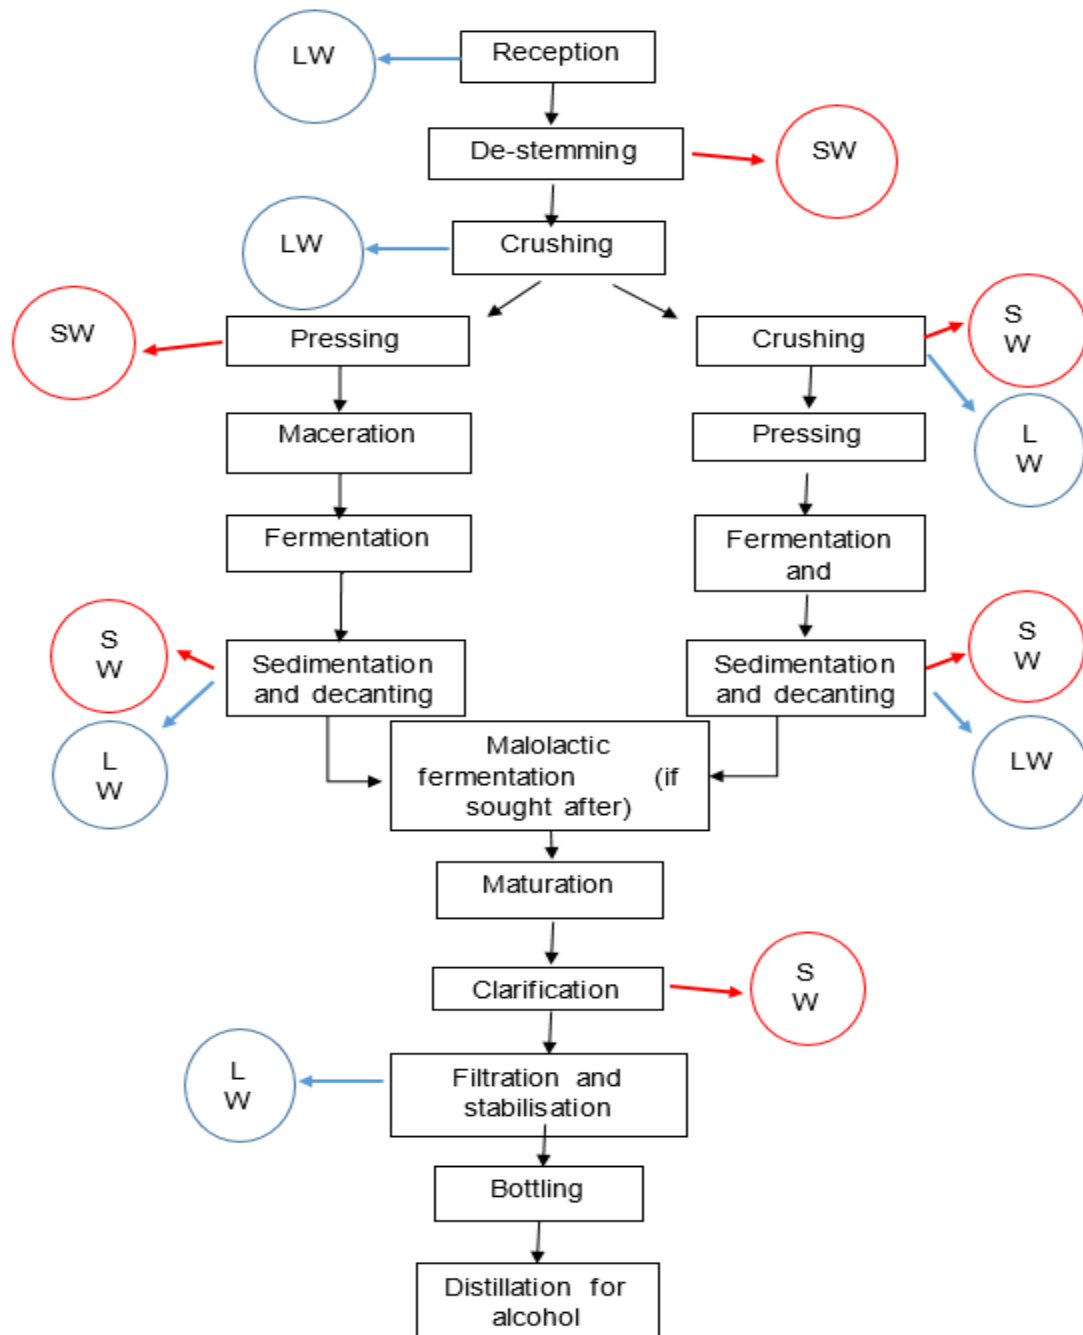 LW
Reception
De-stemming
SW
LW
Crushing
SW
Pressing
Crushing
S
W
Maceration
Pressing
L
W
Fermentation
Fermentation
and
S
W
Sedimentation
and decanting
Sedimentation
and decanting
S
W
L
W
Malolactic
fermentation (if
sought after)
LW
Maturation
Clarification
S
W
L
W
Filtration and
stabilisation
Bottling
Distillation for
alcohol